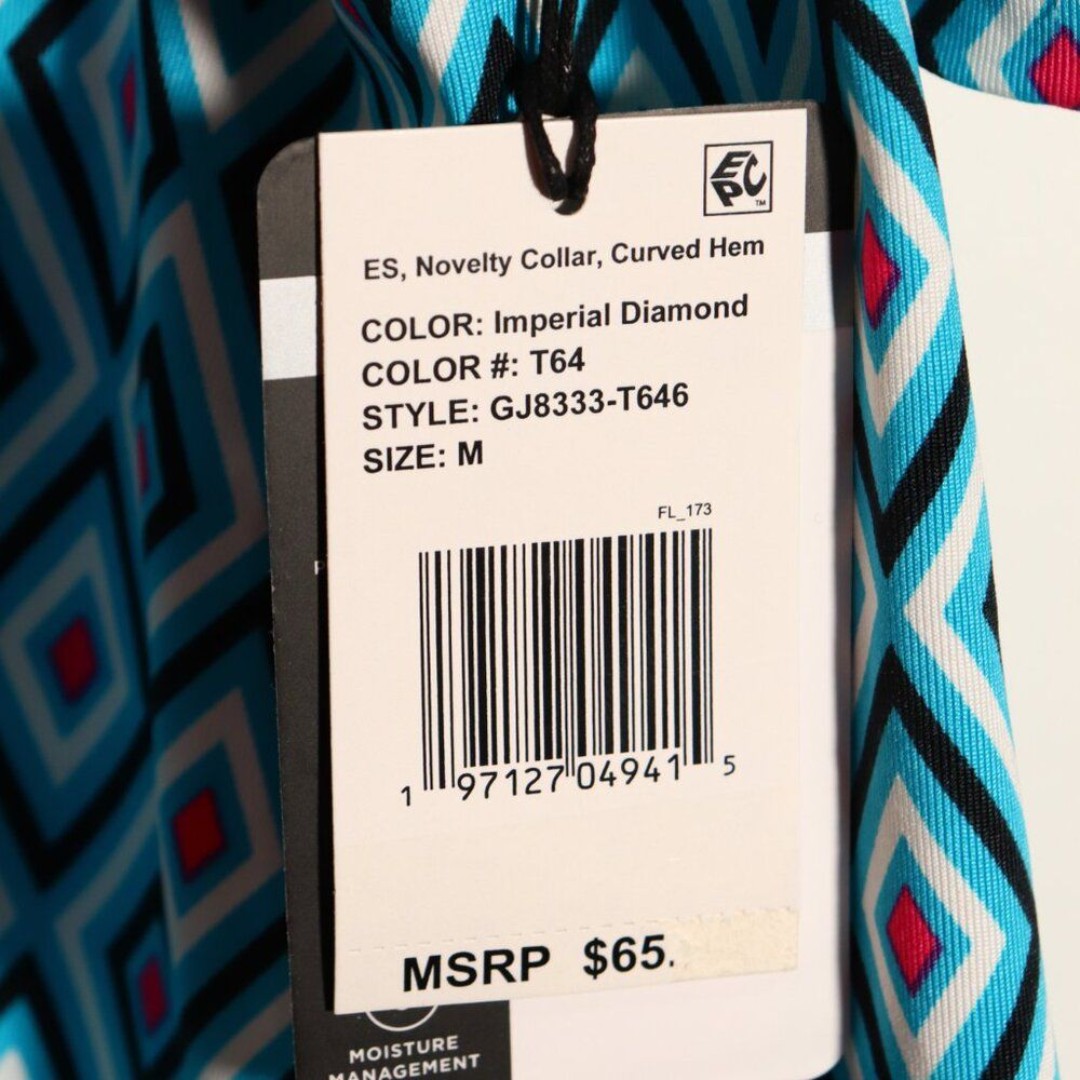 EPC
TM
ES, Novelty Collar, Curved Hem
COLOR: Imperial Diamond
COLOR #: T64
STYLE: GJ8333-T646
SIZE: M
FL_173
1 97127 04941 5
MSRP $65.
MOISTURE
MANAGEMENT